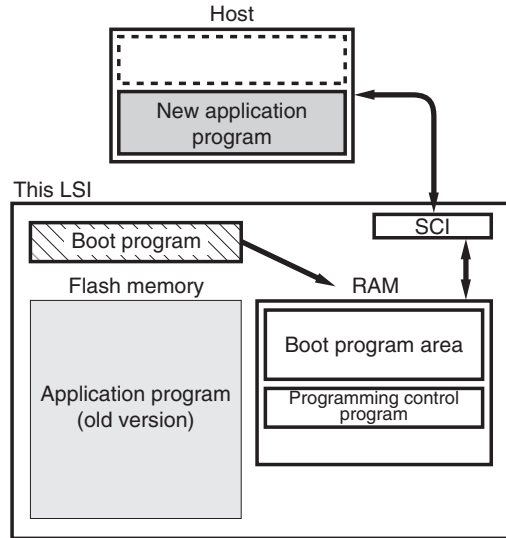 Host
New application
program
This LSI
SCI
Boot program
Flash memory
RAM
Boot program area
Application program
(old version)
Programming control
program